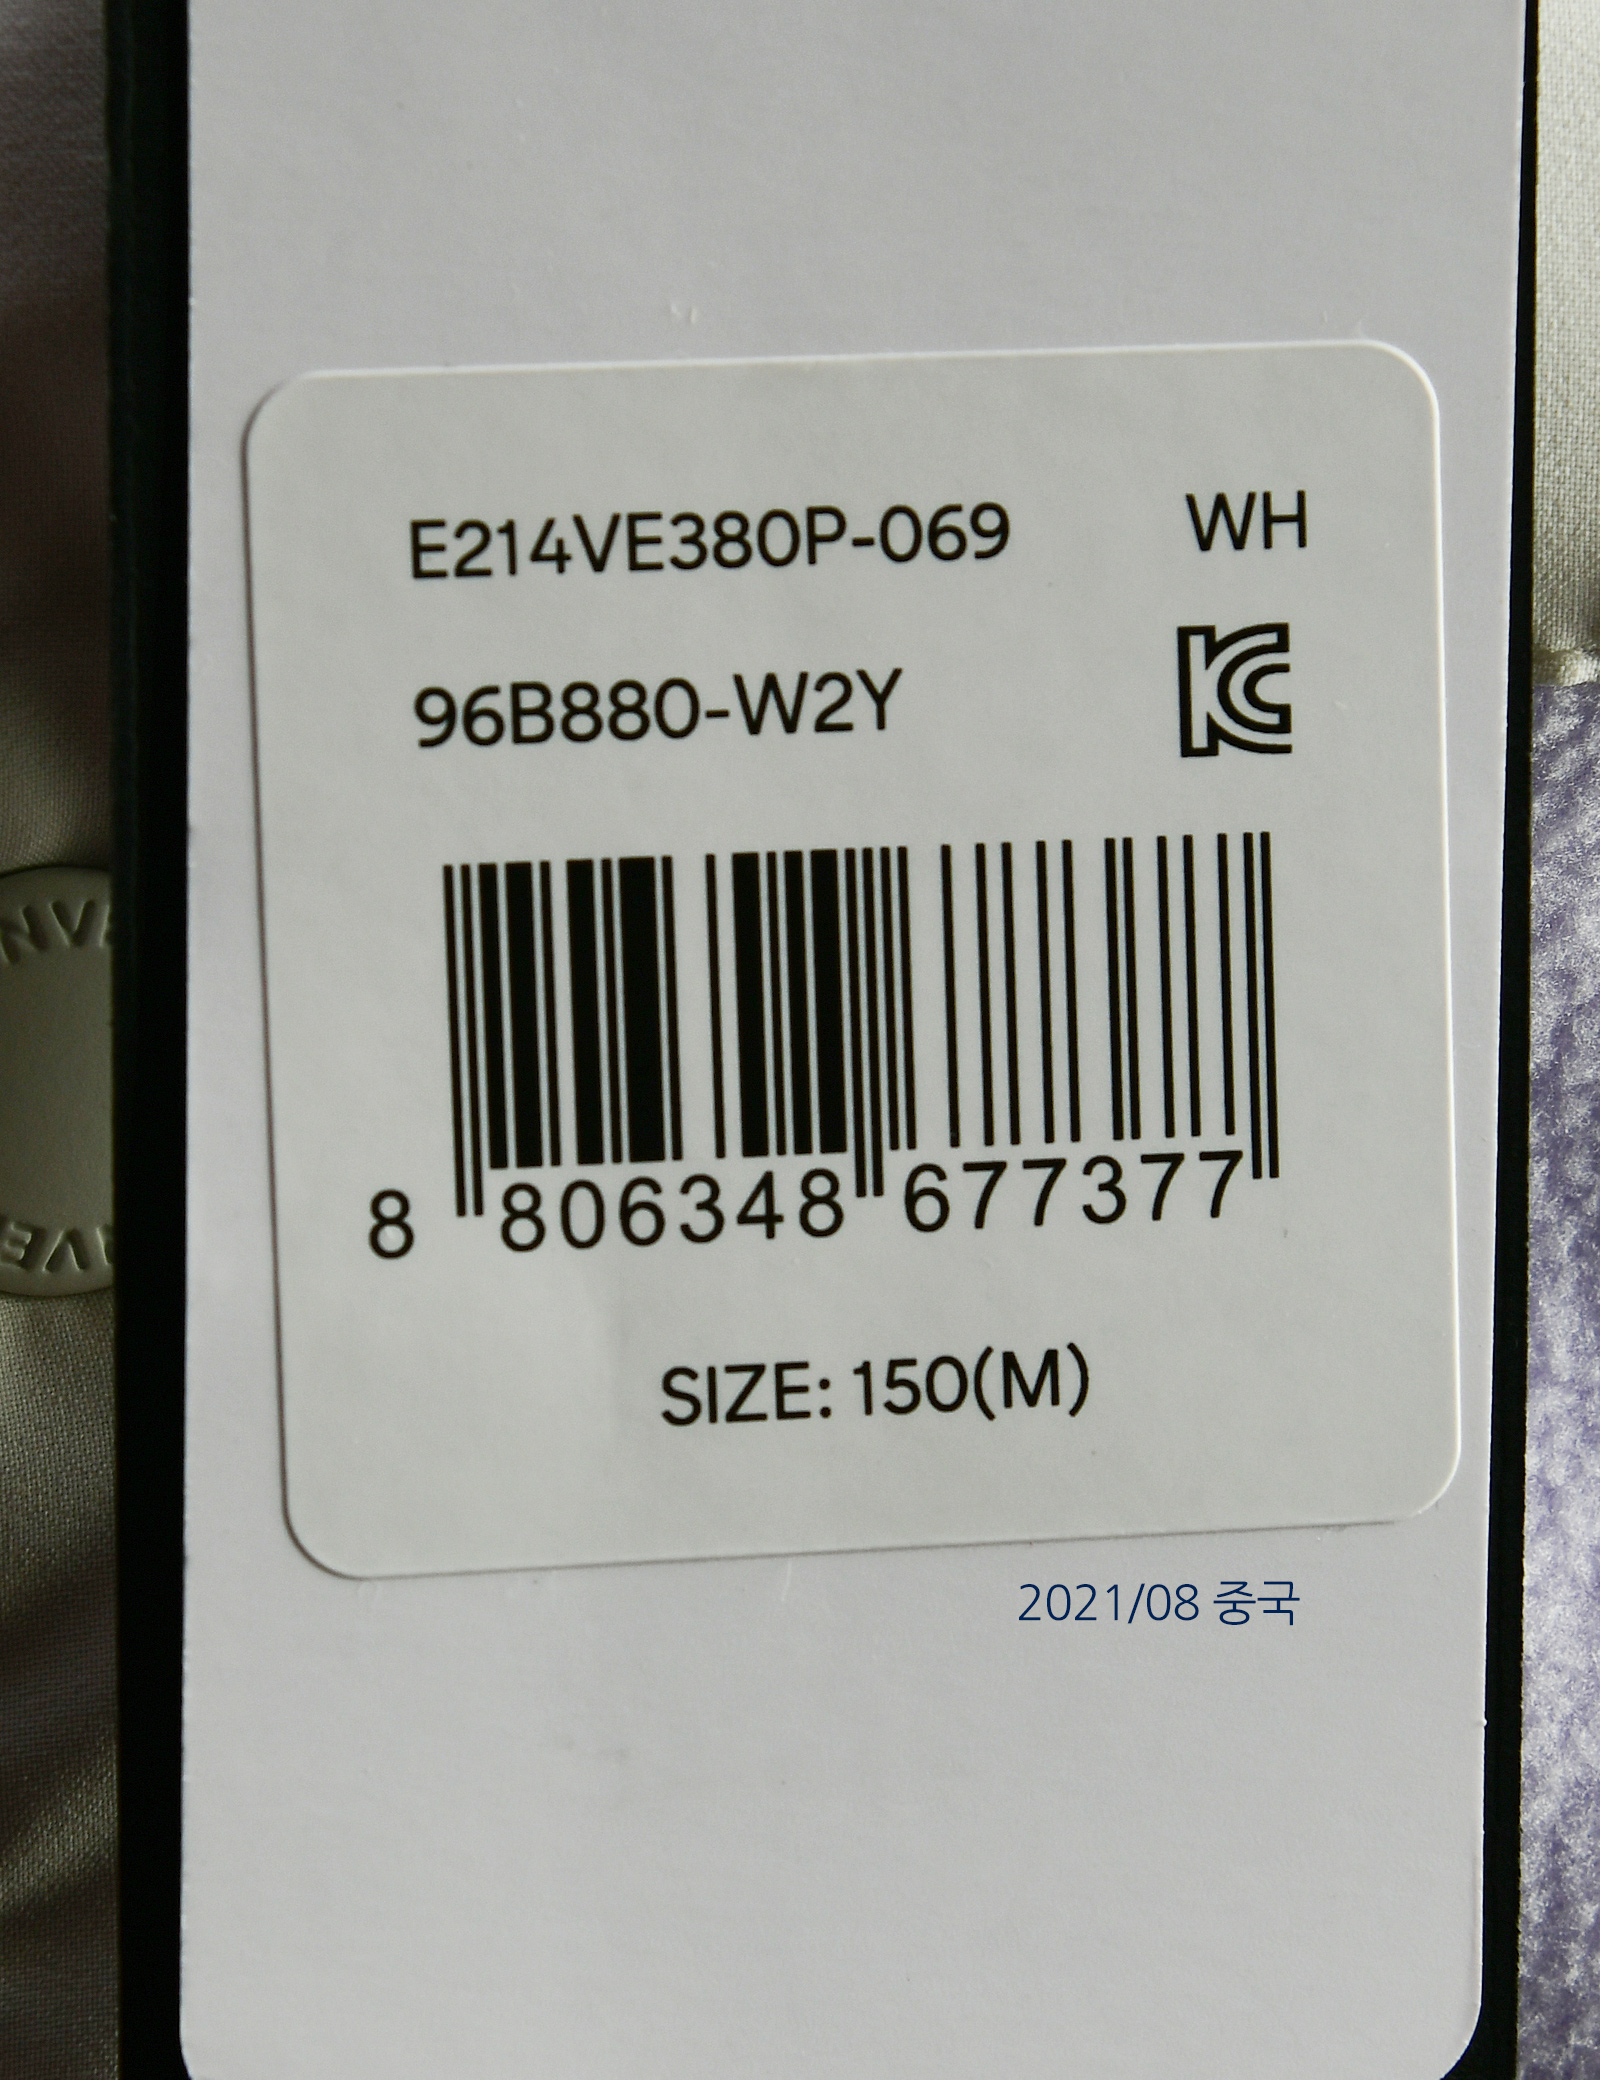 E214VE380P-069 WH
96B880-W2Y
8 806348 677377
SIZE: 150(M)
2021/08 중국